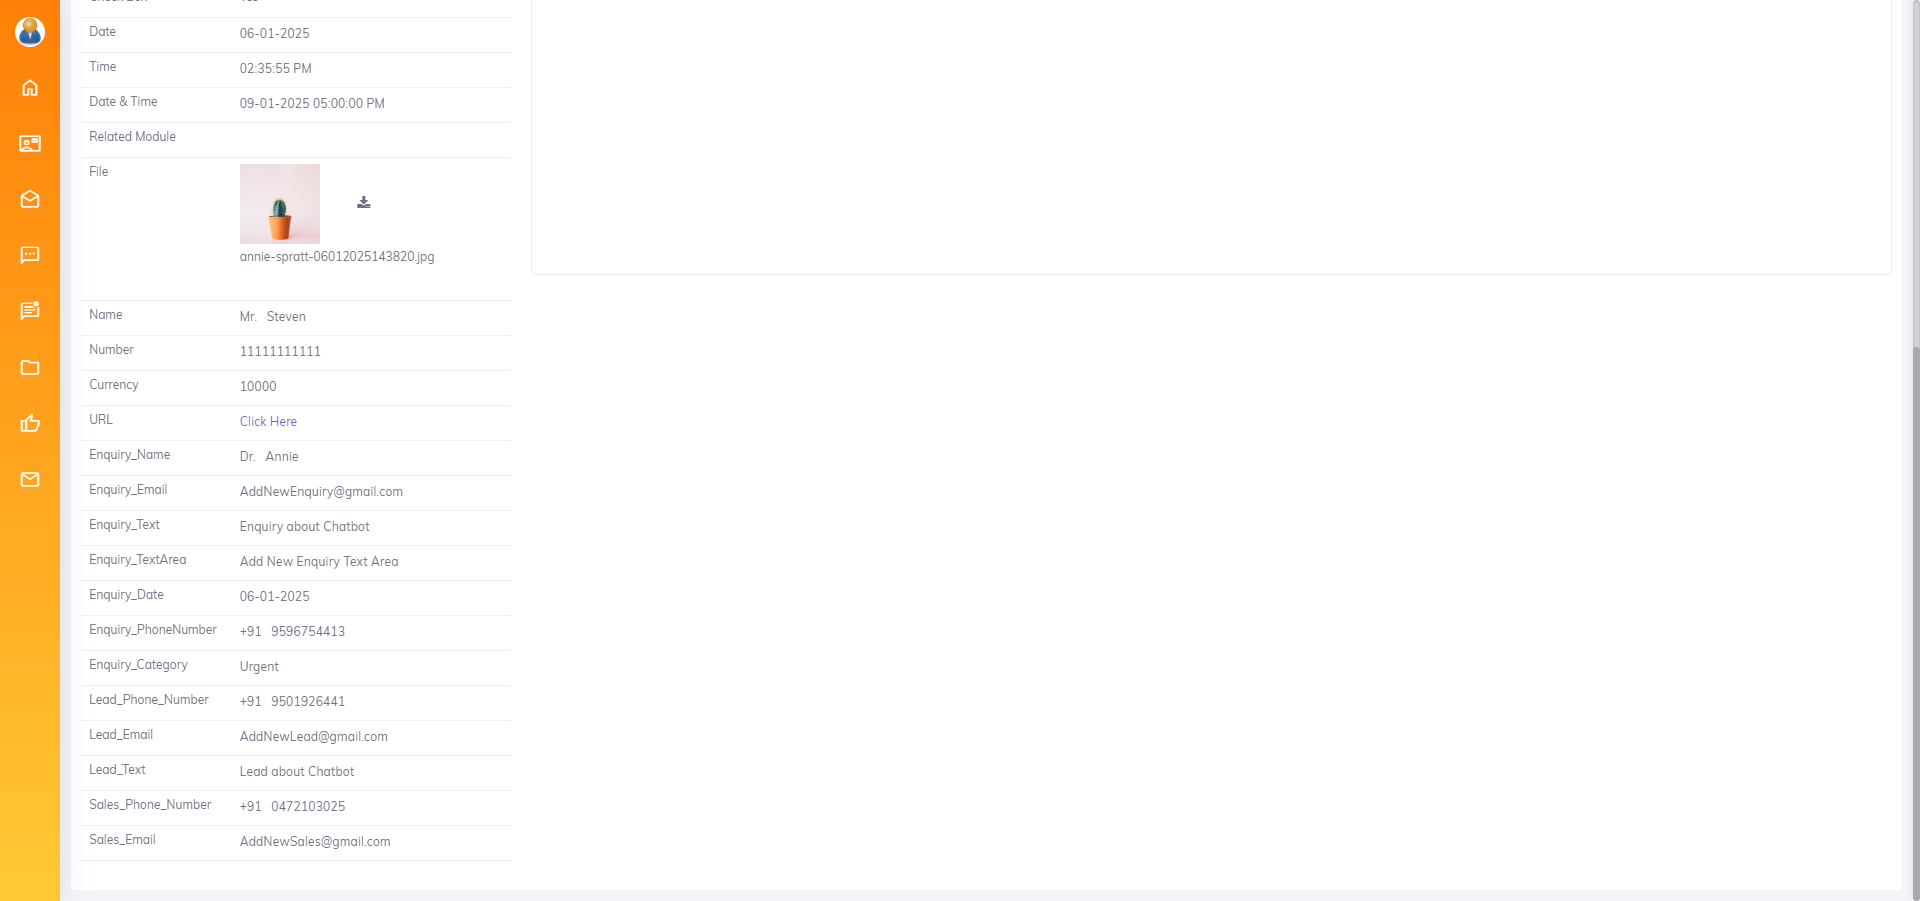 Date 06-01-2025
Time 02:35:55 PM
Date & Time 09-01-2025 05:00:00 PM
Related Module
File
annie-spratt-06012025143820.jpg
Name Mr. Steven
Number 11111111111
Currency 10000
URL Click Here
Enquiry_Name Dr. Annie
Enquiry_Email AddNewEnquiry@gmail.com
Enquiry_Text Enquiry about Chatbot
Enquiry_TextArea Add New Enquiry Text Area
Enquiry_Date 06-01-2025
Enquiry_PhoneNumber +91 9596754413
Enquiry_Category Urgent
Lead_Phone_Number +91 9501926441
Lead_Email AddNewLead@gmail.com
Lead_Text Lead about Chatbot
Sales_Phone_Number +91 0472103025
Sales_Email AddNewSales@gmail.com